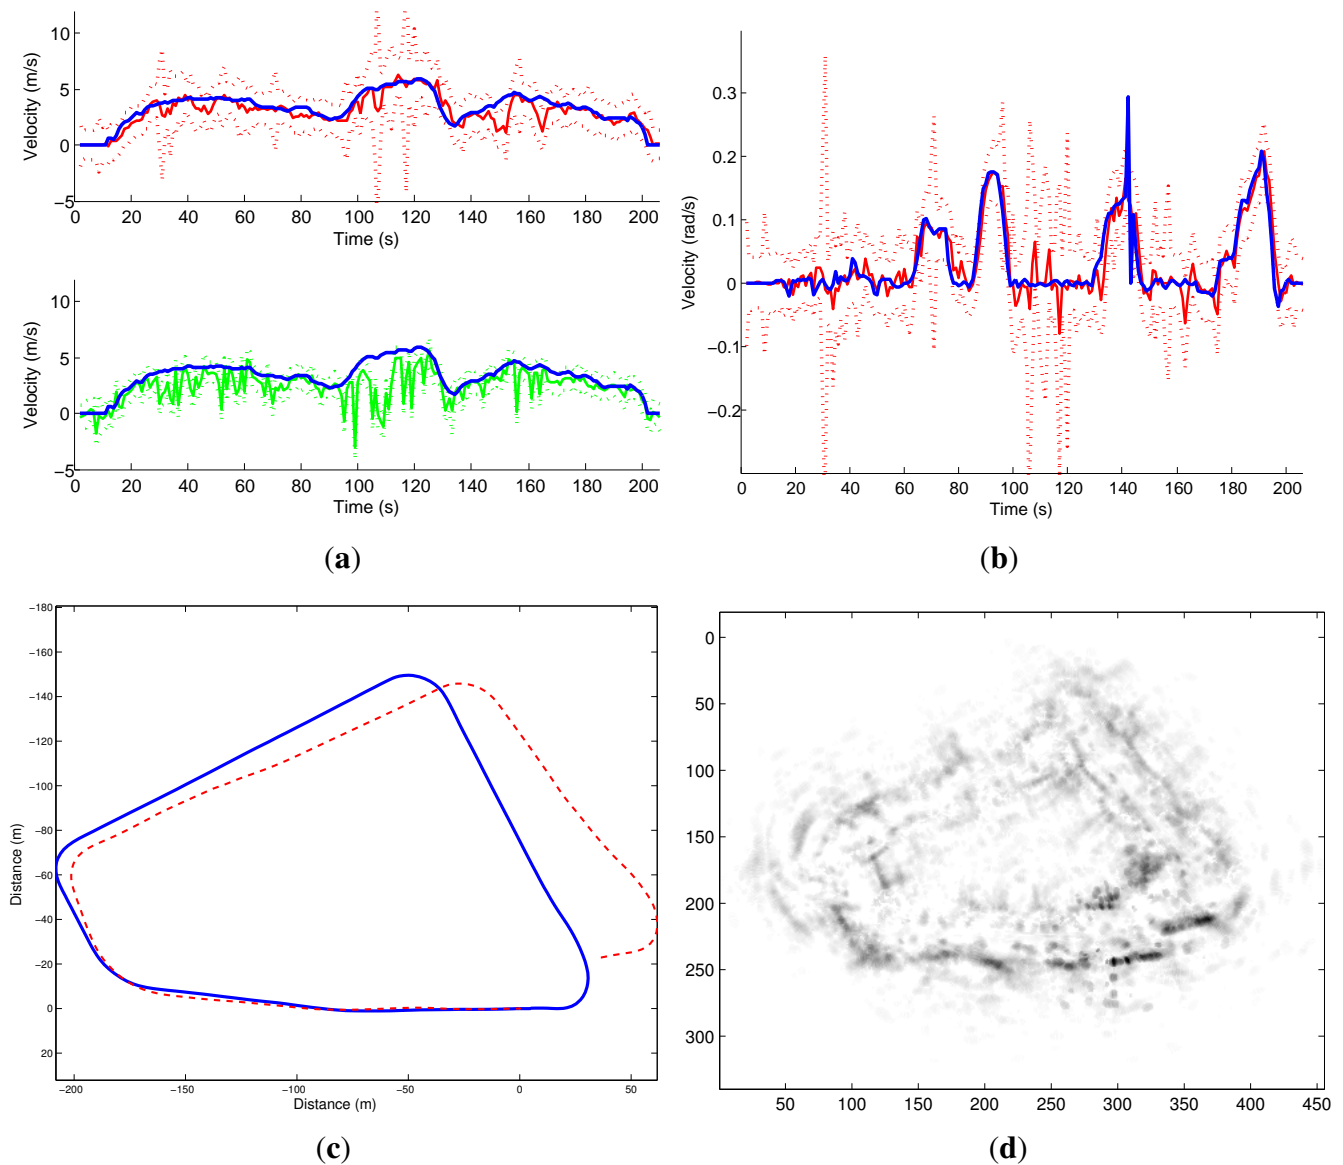 10
5
0
−5
Velocity (m/s)
0 20 40 60 80 100 120 140 160 180 200
Time (s)
10
5
0
−5
Velocity (m/s)
0 20 40 60 80 100 120 140 160 180 200
Time (s)
(a)
0.3
0.2
0.1
0
−0.1
−0.2
Velocity (rad/s)
0 20 40 60 80 100 120 140 160 180 200
Time (s)
(b)
−180
−160
−140
−120
−100
−80
−60
−40
−20
0
20
Distance (m)
−200 −150 −100 −50 0 50
Distance (m)
(c)
0
50
100
150
200
250
300
50 100 150 200 250 300 350 400 450
(d)